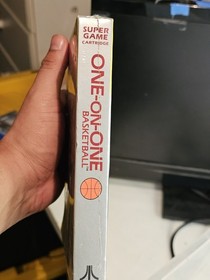 SUPER
GAME
CARTRIDGE
ONE-ON-ONE
BASKETBALL